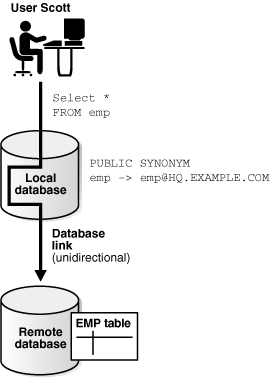 User Scott
Select *
FROM emp
PUBLIC SYNONYM
emp -> emp@HQ.EXAMPLE.COM
Local
database
Database
link
(unidirectional)
EMP table
Remote
database